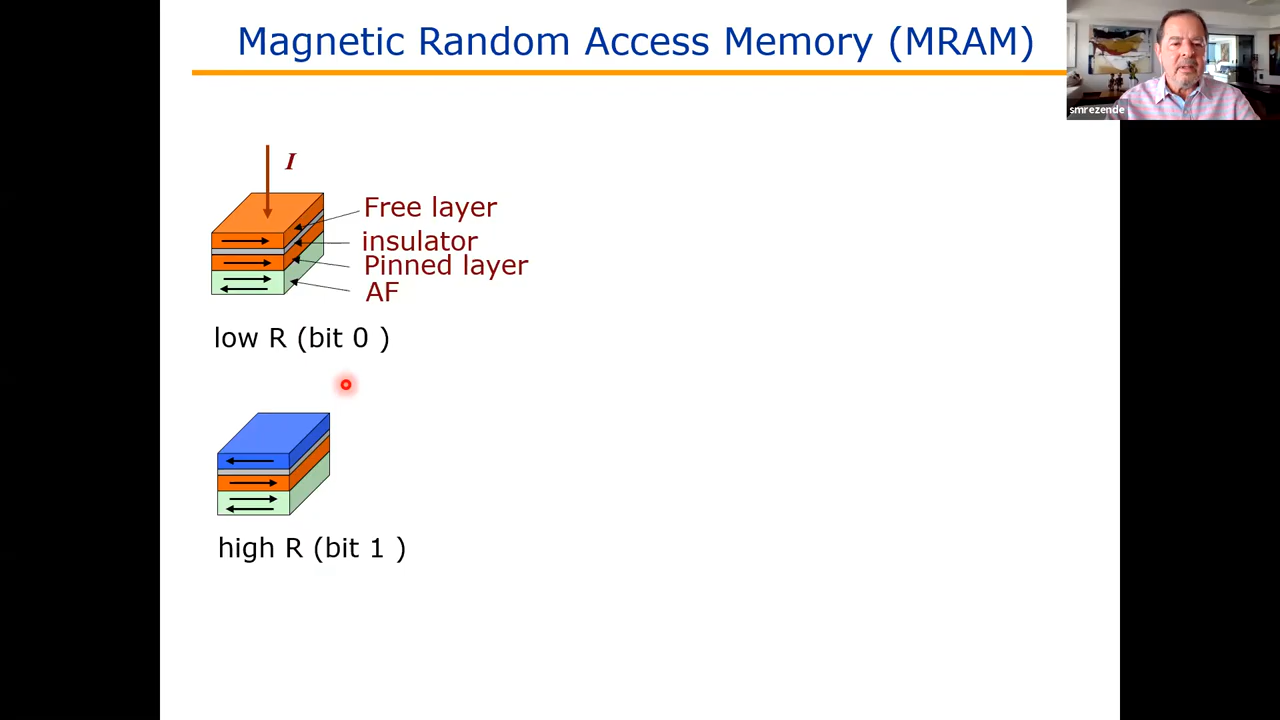 Magnetic Random Access Memory (MRAM)
smrezende
I
Free layer
insulator
Pinned layer
AF
low R (bit 0 )
high R (bit 1 )